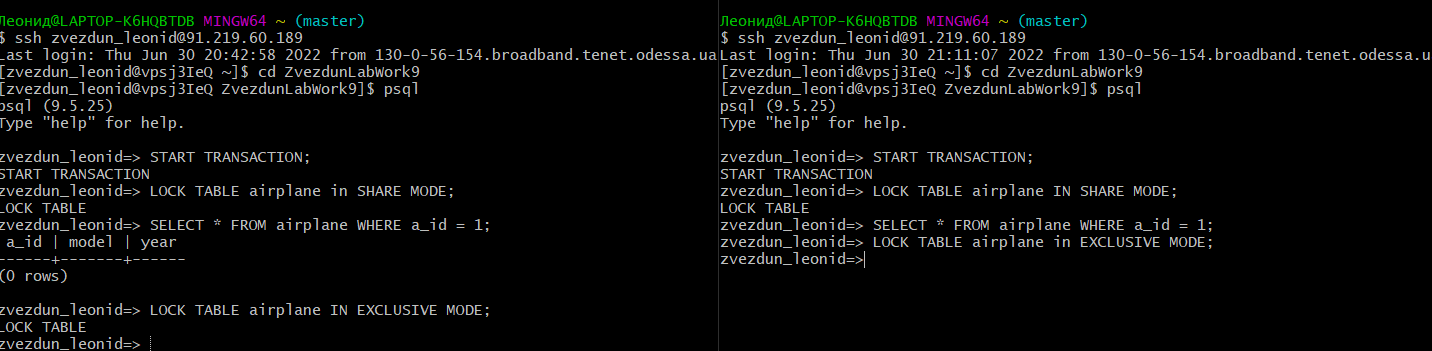 Леонид@LAPTOP-K6HQBTDB MINGW64 ~ (master)
$ ssh zvezdun_leonid@91.219.60.189
Last login: Thu Jun 30 20:42:58 2022 from 130-0-56-154.broadband.tenet.odessa.ua
[zvezdun_leonid@vpsj3IeQ ~]$ cd ZvezdunLabWork9
[zvezdun_leonid@vpsj3IeQ ZvezdunLabWork9]$ psql
psql (9.5.25)
Type "help" for help.
zvezdun_leonid=> START TRANSACTION;
START TRANSACTION
zvezdun_leonid=> LOCK TABLE airplane in SHARE MODE;
LOCK TABLE
zvezdun_leonid=> SELECT * FROM airplane WHERE a_id = 1;
 a_id | model | year
------+-------+------
(0 rows)
zvezdun_leonid=> LOCK TABLE airplane IN EXCLUSIVE MODE;
LOCK TABLE
zvezdun_leonid=>
Леонид@LAPTOP-K6HQBTDB MINGW64 ~ (master)
$ ssh zvezdun_leonid@91.219.60.189
Last login: Thu Jun 30 21:11:07 2022 from 130-0-56-154.broadband.tenet.odessa.u
[zvezdun_leonid@vpsj3IeQ ~]$ cd ZvezdunLabWork9
[zvezdun_leonid@vpsj3IeQ ZvezdunLabWork9]$ psql
psql (9.5.25)
Type "help" for help.
zvezdun_leonid=> START TRANSACTION;
START TRANSACTION
zvezdun_leonid=> LOCK TABLE airplane IN SHARE MODE;
LOCK TABLE
zvezdun_leonid=> SELECT * FROM airplane WHERE a_id = 1;
zvezdun_leonid=> LOCK TABLE airplane in EXCLUSIVE MODE;
zvezdun_leonid=>